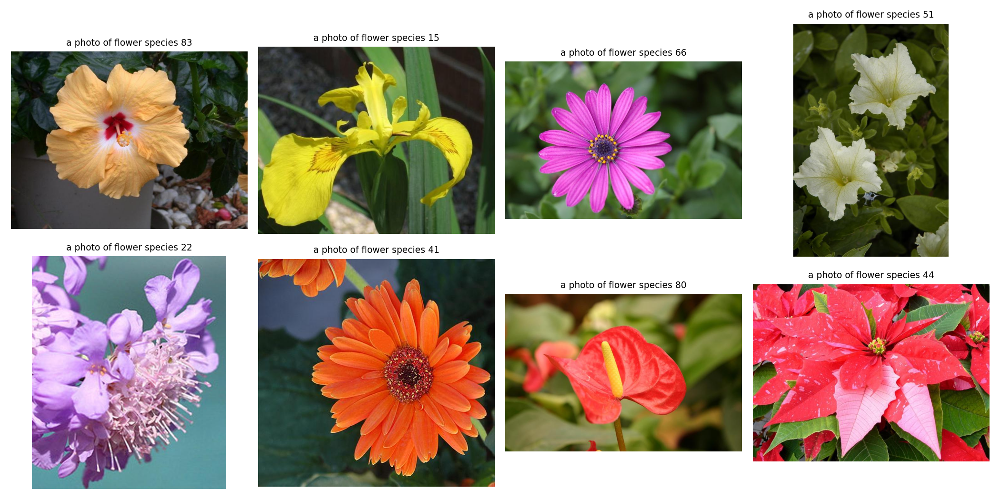 a photo of flower species 83
a photo of flower species 15
a photo of flower species 66
a photo of flower species 51
a photo of flower species 22
a photo of flower species 41
a photo of flower species 80
a photo of flower species 44